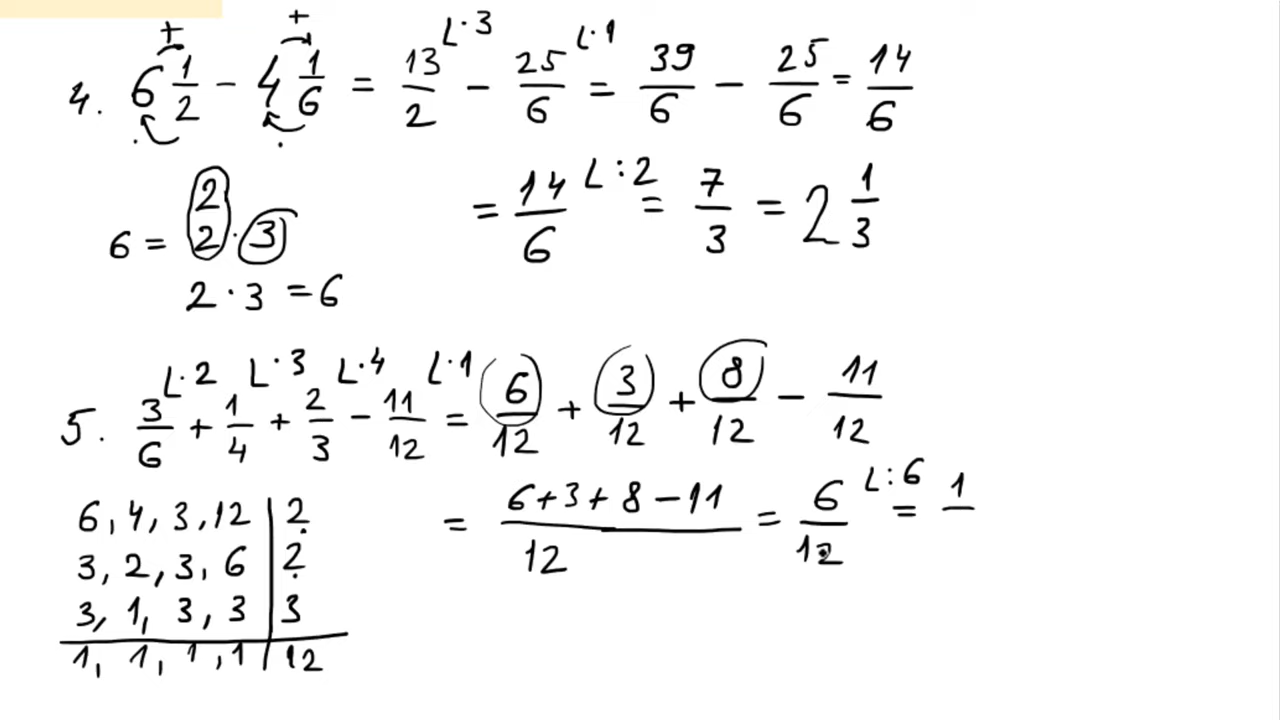 4. 6 1/2 - 4 1/6 = 13/2 L·3 - 25/6 L·1 = 39/6 - 25/6 = 14/6
= 14/6 L:2 = 7/3 = 2 1/3
2
6 = 2 · 3
2 · 3 = 6
5. 3/6 L·2 + 1/4 L·3 + 2/3 L·4 - 11/12 L·1 = 6/12 + 3/12 + 8/12 - 11/12
= 6+3+8-11/12 = 6/12 L:6 = 1
6, 4, 3, 12 | 2
3, 2, 3, 6 | 2
3, 1, 3, 3 | 3
1, 1, 1, 1 | 12